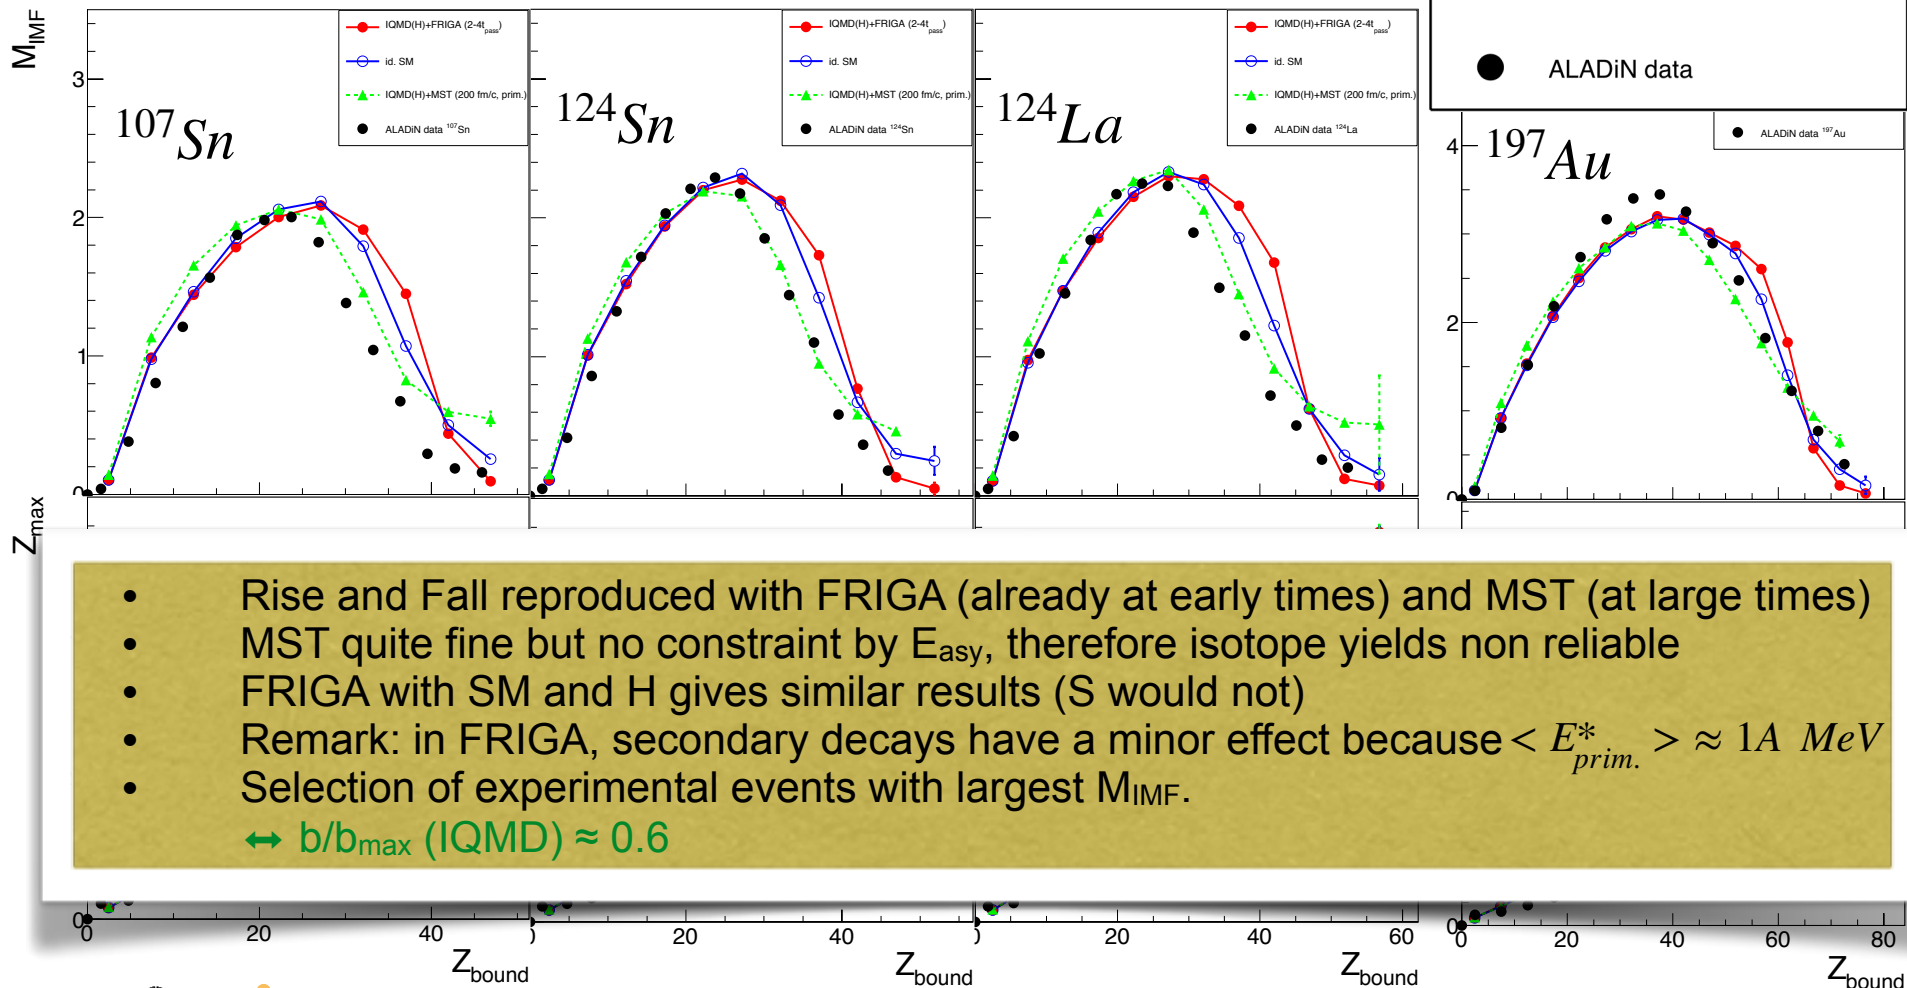 M_IMF
3
2
1
0
IQMD(H)+FRIGA (2-4t_pass)
id. SM
IQMD(H)+MST (200 fm/c, prim.)
ALADiN data ^107Sn
^107Sn
IQMD(H)+FRIGA (2-4t_pass)
id. SM
IQMD(H)+MST (200 fm/c, prim.)
ALADiN data ^124Sn
^124Sn
IQMD(H)+FRIGA (2-4t_pass)
id. SM
IQMD(H)+MST (200 fm/c, prim.)
ALADiN data ^124La
^124La
ALADiN data
ALADiN data ^197Au
^197Au
4
2
0
Z_max
• Rise and Fall reproduced with FRIGA (already at early times) and MST (at large times)
• MST quite fine but no constraint by E_asy, therefore isotope yields non reliable
• FRIGA with SM and H gives similar results (S would not)
• Remark: in FRIGA, secondary decays have a minor effect because < E*_prim. > ≈ 1A MeV
• Selection of experimental events with largest M_IMF.
↔ b/b_max (IQMD) ≈ 0.6
0
0
0 20 40
20 40
20 40 60
0 20 40 60 80
Z_bound
Z_bound
Z_bound
Z_bound